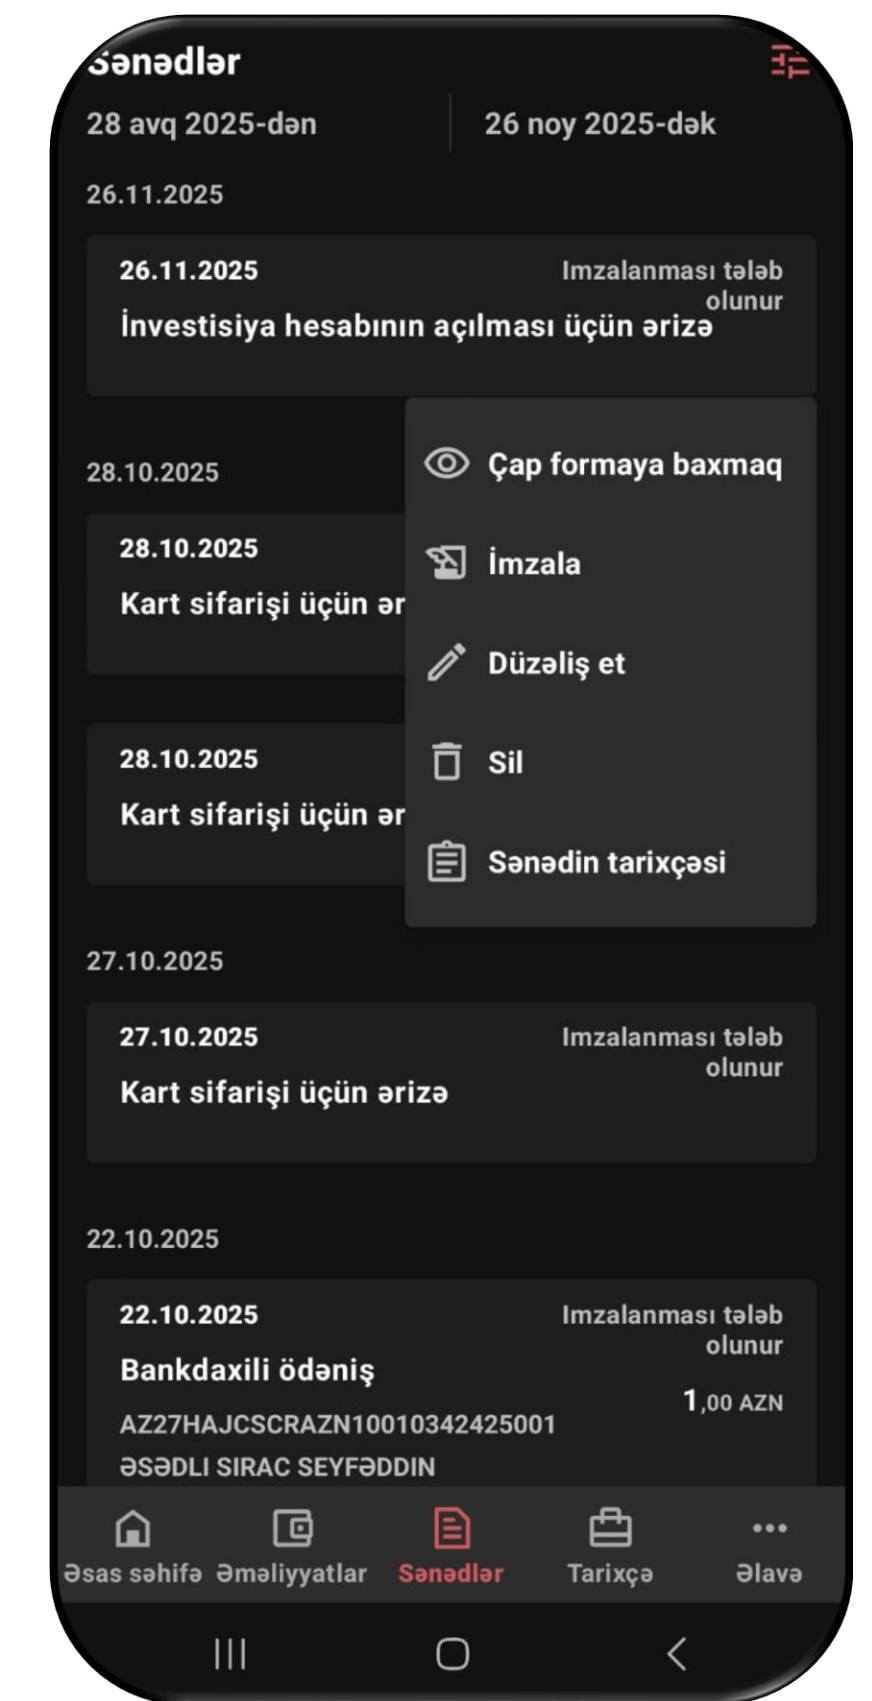 Sənədlər
28 avq 2025-dən
26 noy 2025-dək
26.11.2025
26.11.2025
Imzalanması tələb
olunur
İnvestisiya hesabının açılması üçün ərizə
Çap formaya baxmaq
İmzala
Düzəliş et
Sil
Sənədin tarixçəsi
28.10.2025
28.10.2025
Kart sifarişi üçün ər
28.10.2025
Kart sifarişi üçün ər
27.10.2025
27.10.2025
Imzalanması tələb
olunur
Kart sifarişi üçün ərizə
22.10.2025
22.10.2025
Imzalanması tələb
olunur
Bankdaxili ödəniş
1,00 AZN
AZ27HAJCSCRAZN10010342425001
ƏSƏDLI SIRAC SEYFƏDDIN
Əsas səhifə
Əməliyyatlar
Sənədlər
Tarixçə
Əlavə